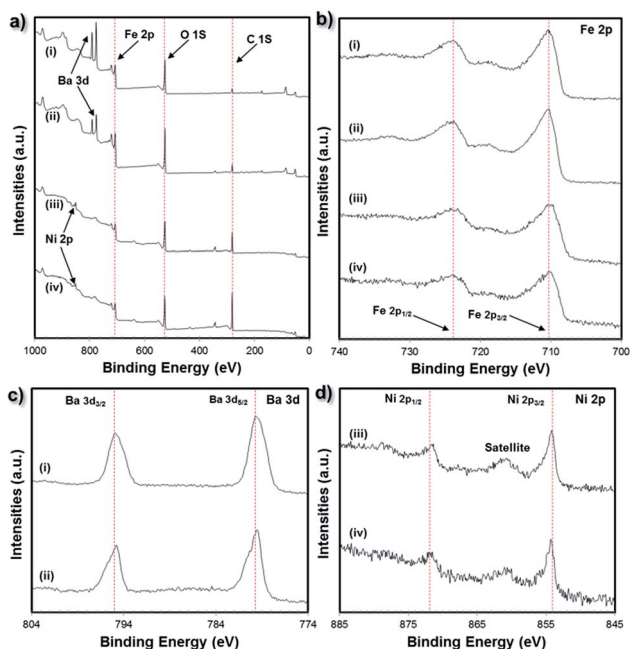 a)
Fe 2p
O 1S
C 1S
(i)
Ba 3d
(ii)
(iii)
Ni 2p
(iv)
Intensities (a.u.)
1000 800 600 400 200 0
Binding Energy (eV)
b)
Fe 2p
(i)
(ii)
(iii)
(iv)
Fe 2p1/2
Fe 2p3/2
Intensities (a.u.)
740 730 720 710 700
Binding Energy (eV)
c)
Ba 3d3/2
Ba 3d5/2
Ba 3d
(i)
(ii)
Intensities (a.u.)
804 794 784 774
Binding Energy (eV)
d)
Ni 2p1/2
Ni 2p3/2
Ni 2p
(iii)
Satellite
(iv)
Intensities (a.u.)
885 875 865 855 845
Binding Energy (eV)